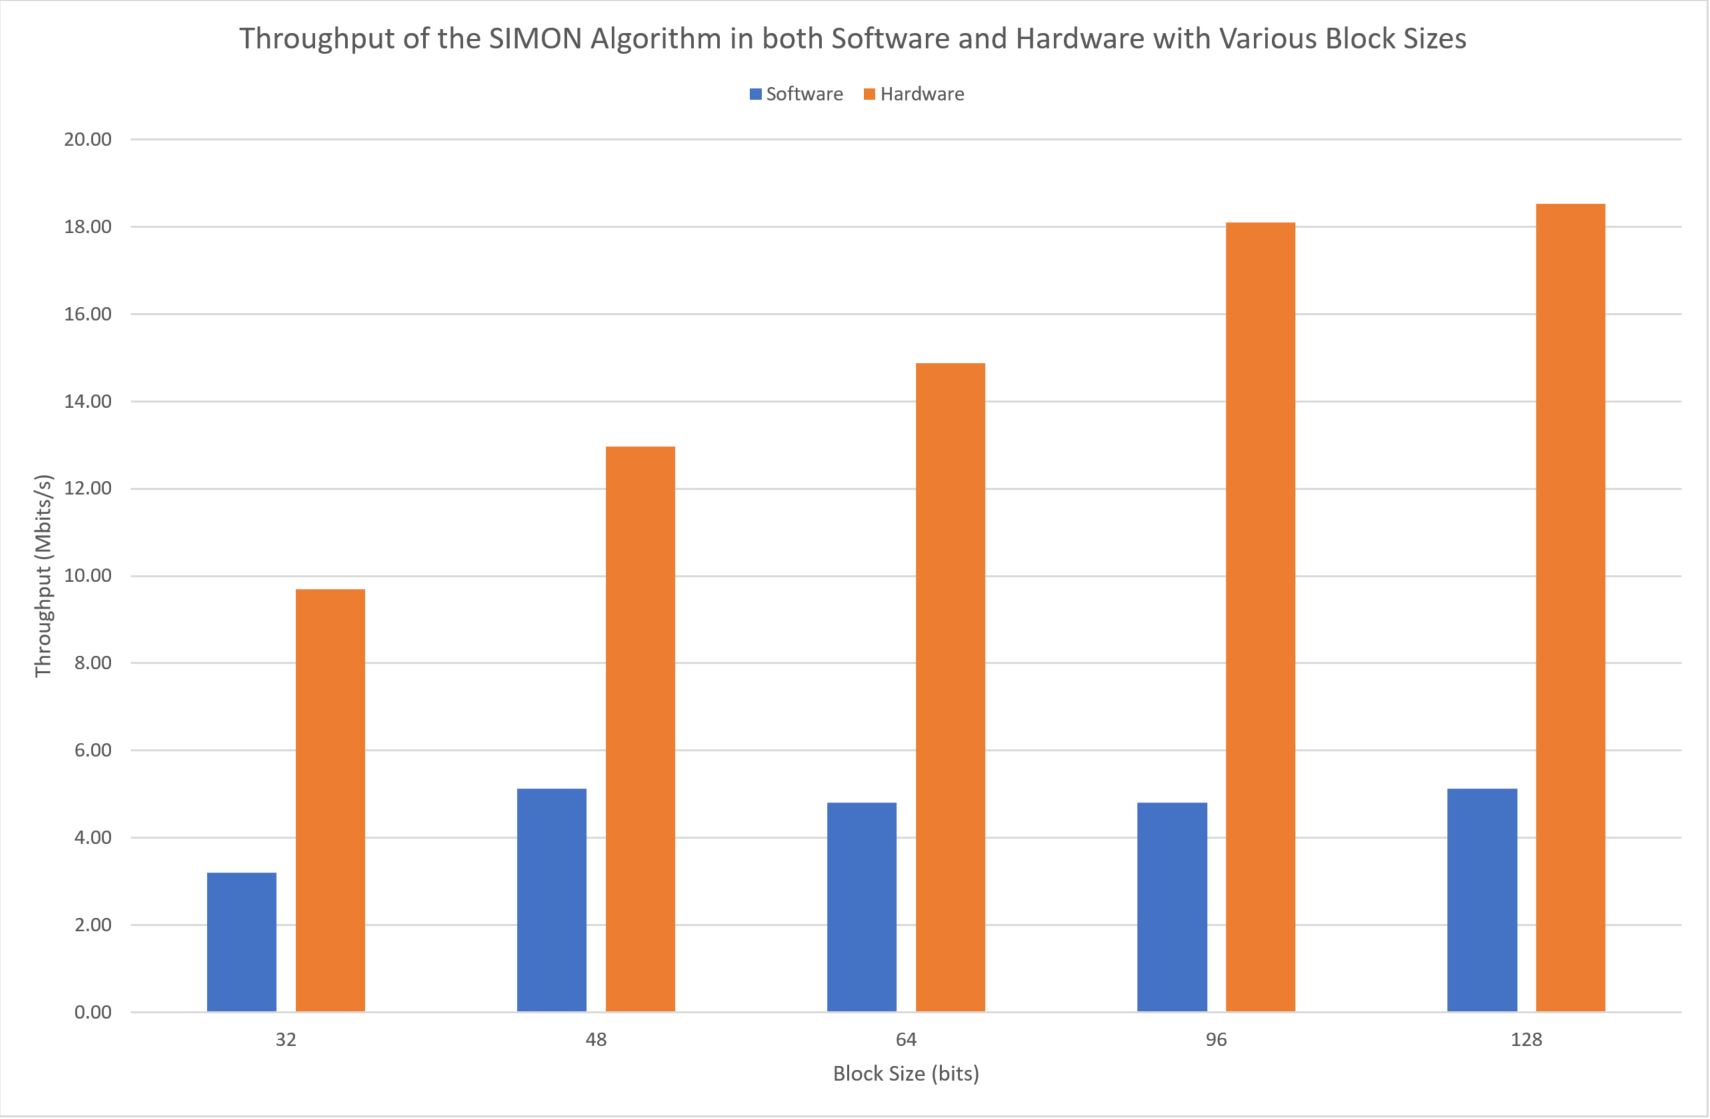 Throughput of the SIMON Algorithm in both Software and Hardware with Various Block Sizes
Software Hardware
20.00
18.00
16.00
14.00
12.00
10.00
8.00
6.00
4.00
2.00
0.00
Throughput (Mbits/s)
32 48 64 96 128
Block Size (bits)